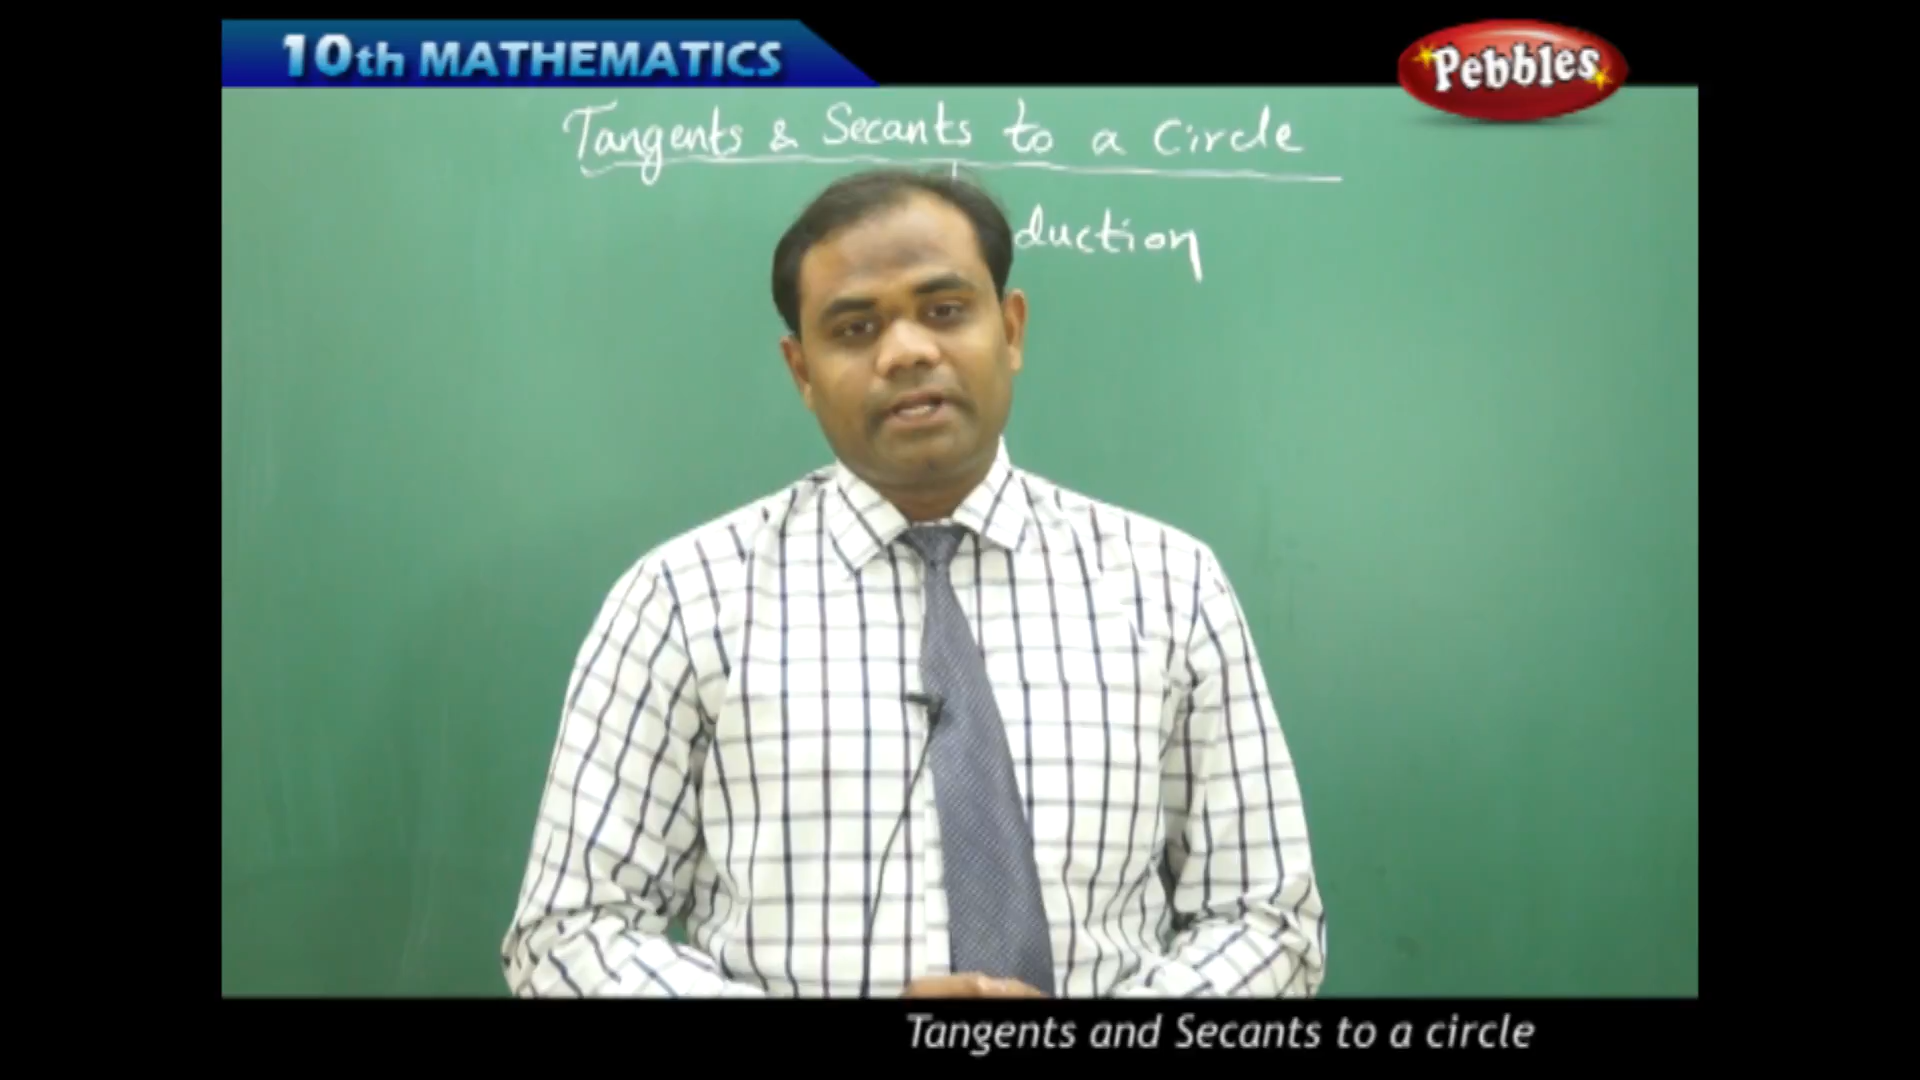 10th MATHEMATICS
Pebbles
Tangents & Secants to a Circle
duction
Tangents and Secants to a circle